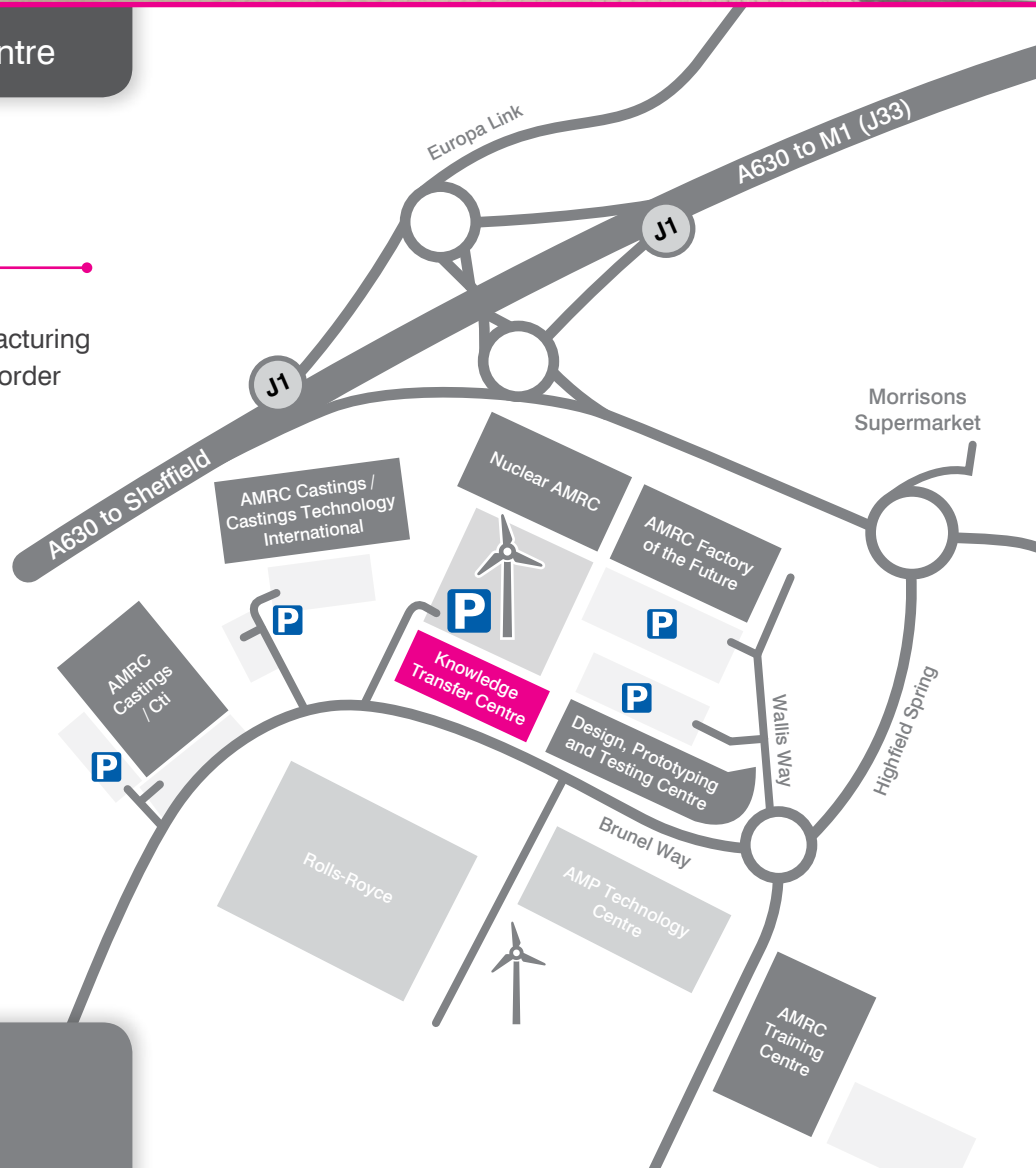 ntre
Europa Link
A630 to M1 (J33)
J1
acturing
order
J1
Morrisons
Supermarket
A630 to Sheffield
Nuclear AMRC
AMRC Castings /
Castings Technology
International
AMRC Factory
of the Future
P
P
P
Knowledge
Transfer Centre
AMRC
Castings
/ Cti
P
Wallis Way
Highfield Spring
Design, Prototyping
and Testing Centre
P
Brunel Way
Rolls-Royce
AMP Technology
Centre
AMRC
Training
Centre